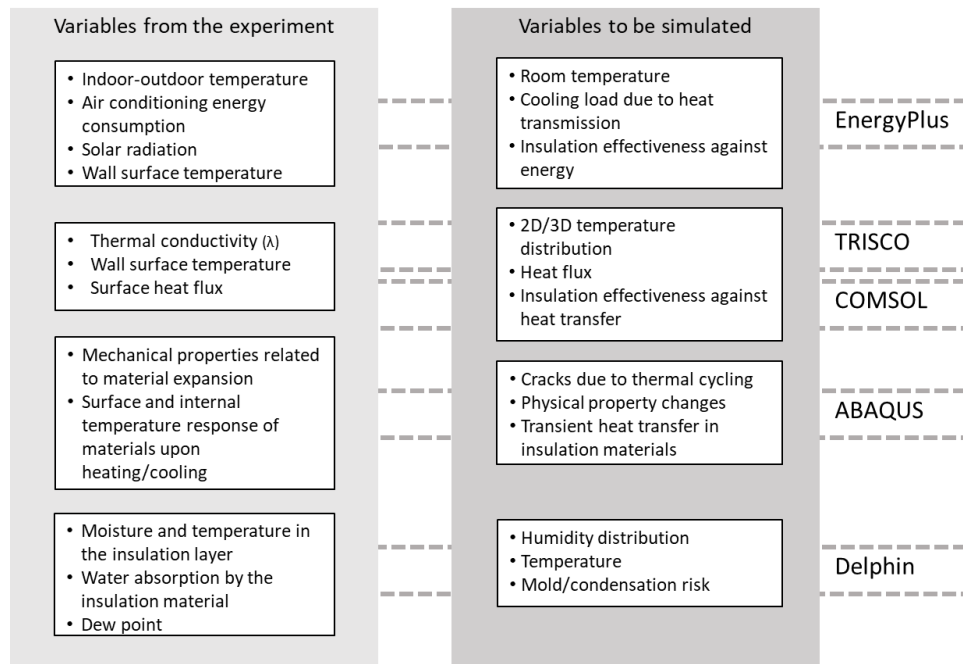 Variables from the experiment
• Indoor-outdoor temperature
• Air conditioning energy
consumption
• Solar radiation
• Wall surface temperature
• Thermal conductivity (λ)
• Wall surface temperature
• Surface heat flux
• Mechanical properties related
to material expansion
• Surface and internal
temperature response of
materials upon
heating/cooling
• Moisture and temperature in
the insulation layer
• Water absorption by the
insulation material
• Dew point
Variables to be simulated
• Room temperature
• Cooling load due to heat
transmission
• Insulation effectiveness against
energy
• 2D/3D temperature
distribution
• Heat flux
• Insulation effectiveness against
heat transfer
• Cracks due to thermal cycling
• Physical property changes
• Transient heat transfer in
insulation materials
• Humidity distribution
• Temperature
• Mold/condensation risk
EnergyPlus
TRISCO
COMSOL
ABAQUS
Delphin